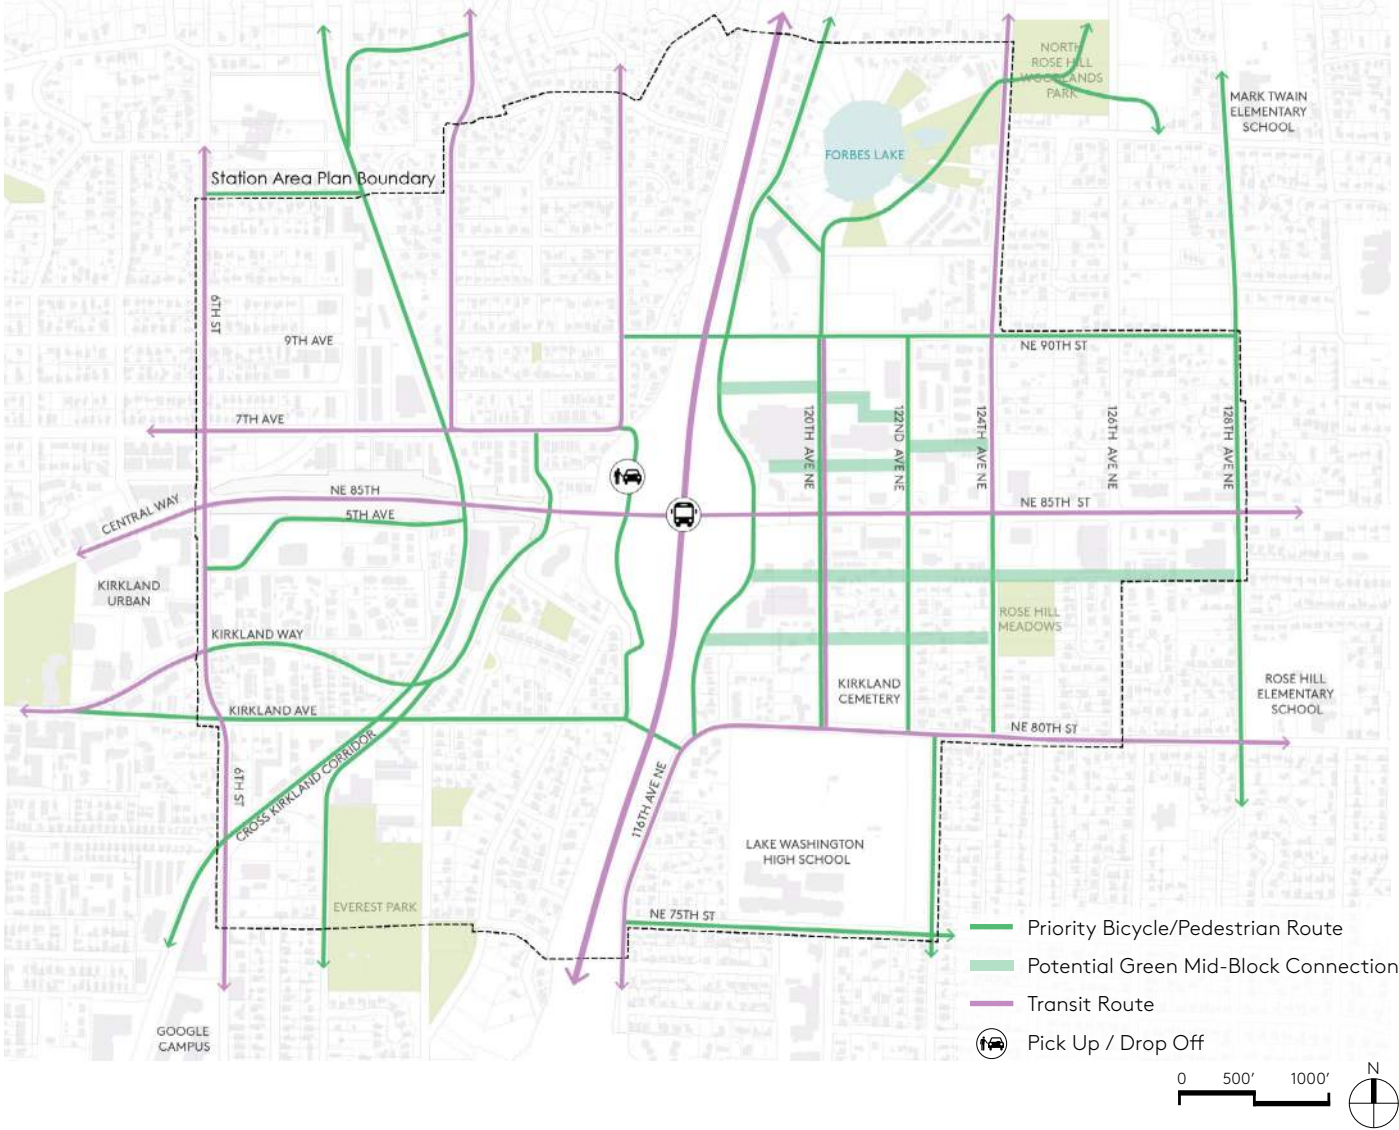 NORTH
ROSE HILL
WOODLANDS
PARK
MARK TWAIN
ELEMENTARY
SCHOOL
FORBES LAKE
Station Area Plan Boundary
6TH ST
9TH AVE
NE 90TH ST
7TH AVE
120TH AVE NE
122ND AVE NE
124TH AVE NE
126TH AVE NE
128TH AVE NE
NE 85TH
CENTRAL WAY
5TH AVE
NE 85TH ST
KIRKLAND
URBAN
ROSE HILL
MEADOWS
KIRKLAND WAY
KIRKLAND
CEMETERY
ROSE HILL
ELEMENTARY
SCHOOL
KIRKLAND AVE
NE 80TH ST
CROSS KIRKLAND CORRIDOR
6TH ST
116TH AVE NE
LAKE WASHINGTON
HIGH SCHOOL
EVEREST PARK
NE 75TH ST
GOOGLE
CAMPUS
Priority Bicycle/Pedestrian Route
Potential Green Mid-Block Connection
Transit Route
Pick Up / Drop Off
0 500' 1000'
N